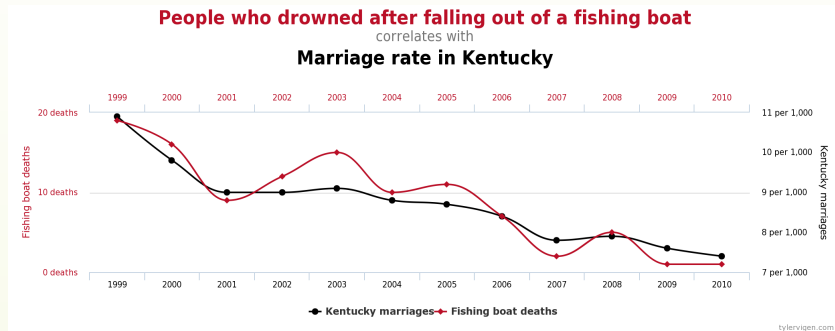 People who drowned after falling out of a fishing boat
correlates with
Marriage rate in Kentucky
1999 2000 2001 2002 2003 2004 2005 2006 2007 2008 2009 2010
20 deaths 11 per 1,000
10 per 1,000
10 deaths 9 per 1,000
8 per 1,000
0 deaths 7 per 1,000
Fishing boat deaths
Kentucky marriages
1999 2000 2001 2002 2003 2004 2005 2006 2007 2008 2009 2010
Kentucky marriages Fishing boat deaths
tylervigen.com